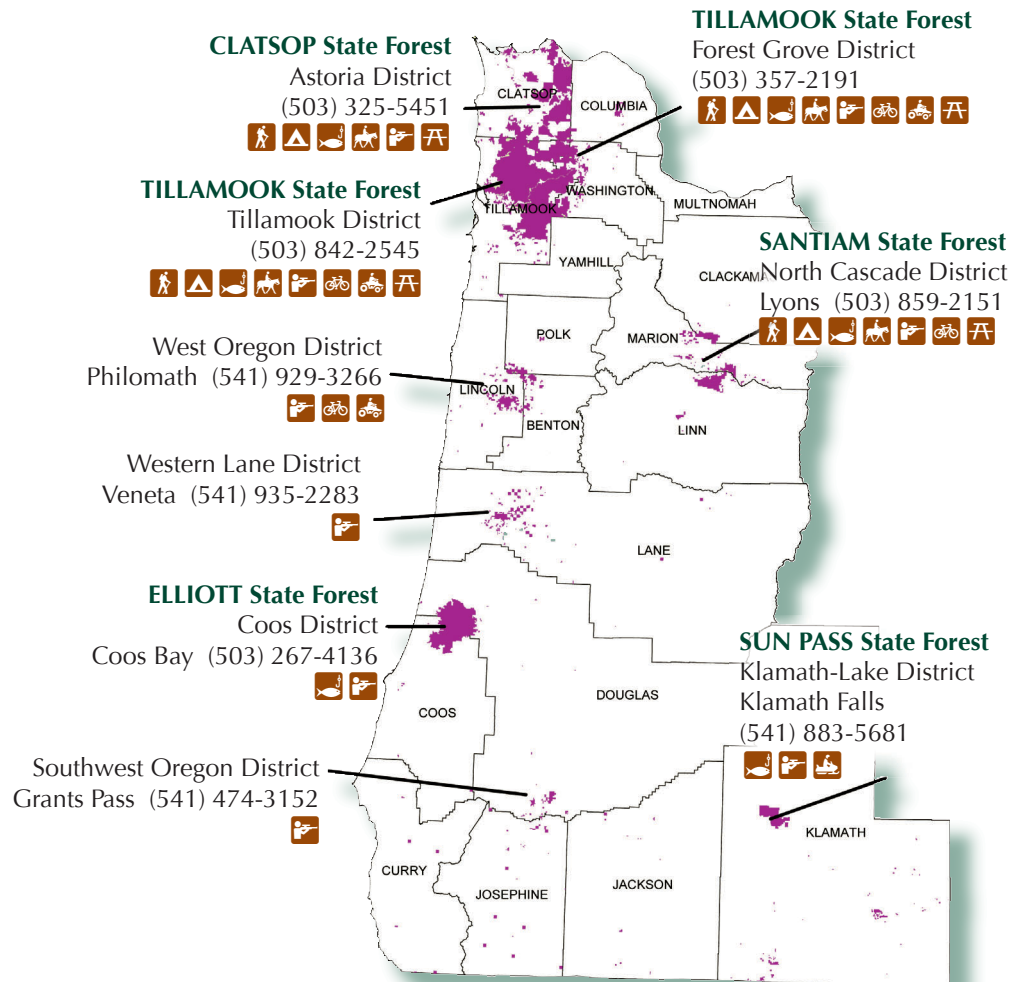 CLATSOP State Forest
Astoria District
(503) 325-5451
TILLAMOOK State Forest
Forest Grove District
(503) 357-2191
TILLAMOOK State Forest
Tillamook District
(503) 842-2545
SANTIAM State Forest
North Cascade District
Lyons (503) 859-2151
West Oregon District
Philomath (541) 929-3266
Western Lane District
Veneta (541) 935-2283
ELLIOTT State Forest
Coos District
Coos Bay (503) 267-4136
SUN PASS State Forest
Klamath-Lake District
Klamath Falls
(541) 883-5681
Southwest Oregon District
Grants Pass (541) 474-3152
CLATSOP
COLUMBIA
WASHINGTON
TILLAMOOK
MULTNOMAH
YAMHILL
CLACKAMA
POLK
MARION
LINCOLN
BENTON
LINN
LANE
DOUGLAS
COOS
KLAMATH
CURRY
JOSEPHINE
JACKSON